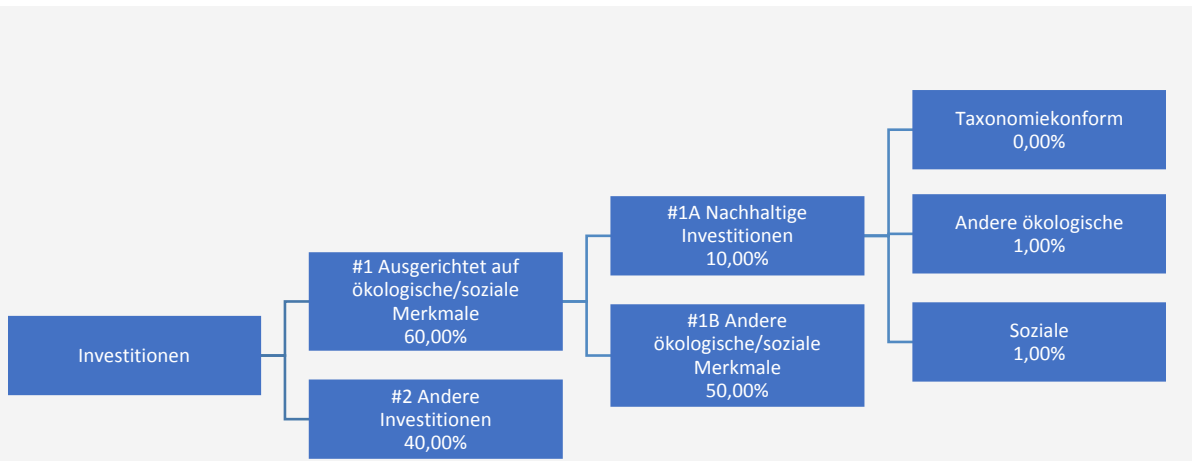 Investitionen
#1 Ausgerichtet auf
ökologische/soziale
Merkmale
60,00%
#2 Andere
Investitionen
40,00%
#1A Nachhaltige
Investitionen
10,00%
#1B Andere
ökologische/soziale
Merkmale
50,00%
Taxonomiekonform
0,00%
Andere ökologische
1,00%
Soziale
1,00%